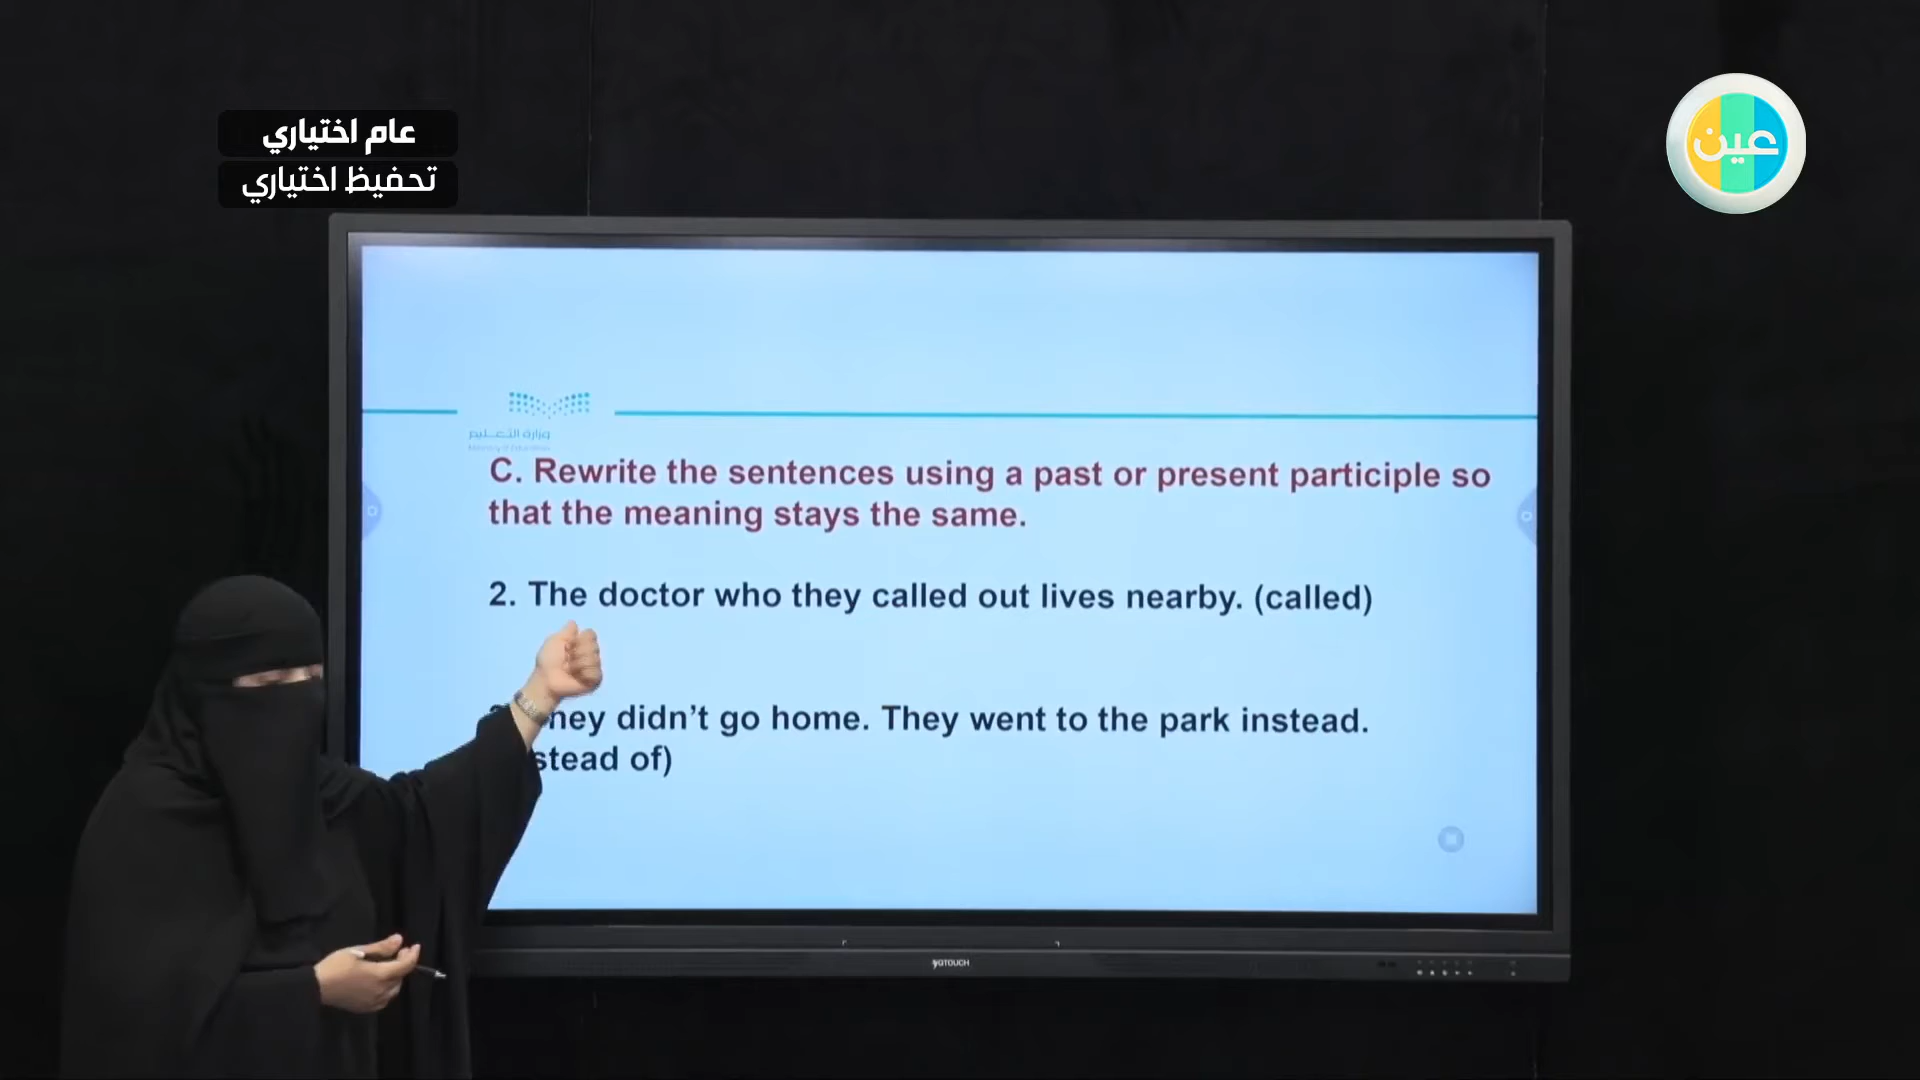 عام اختياري
تحفيظ اختياري
عين
وزارة التعليم
C. Rewrite the sentences using a past or present participle so
that the meaning stays the same.
2. The doctor who they called out lives nearby. (called)
didn't go home. They went to the park instead.
of)